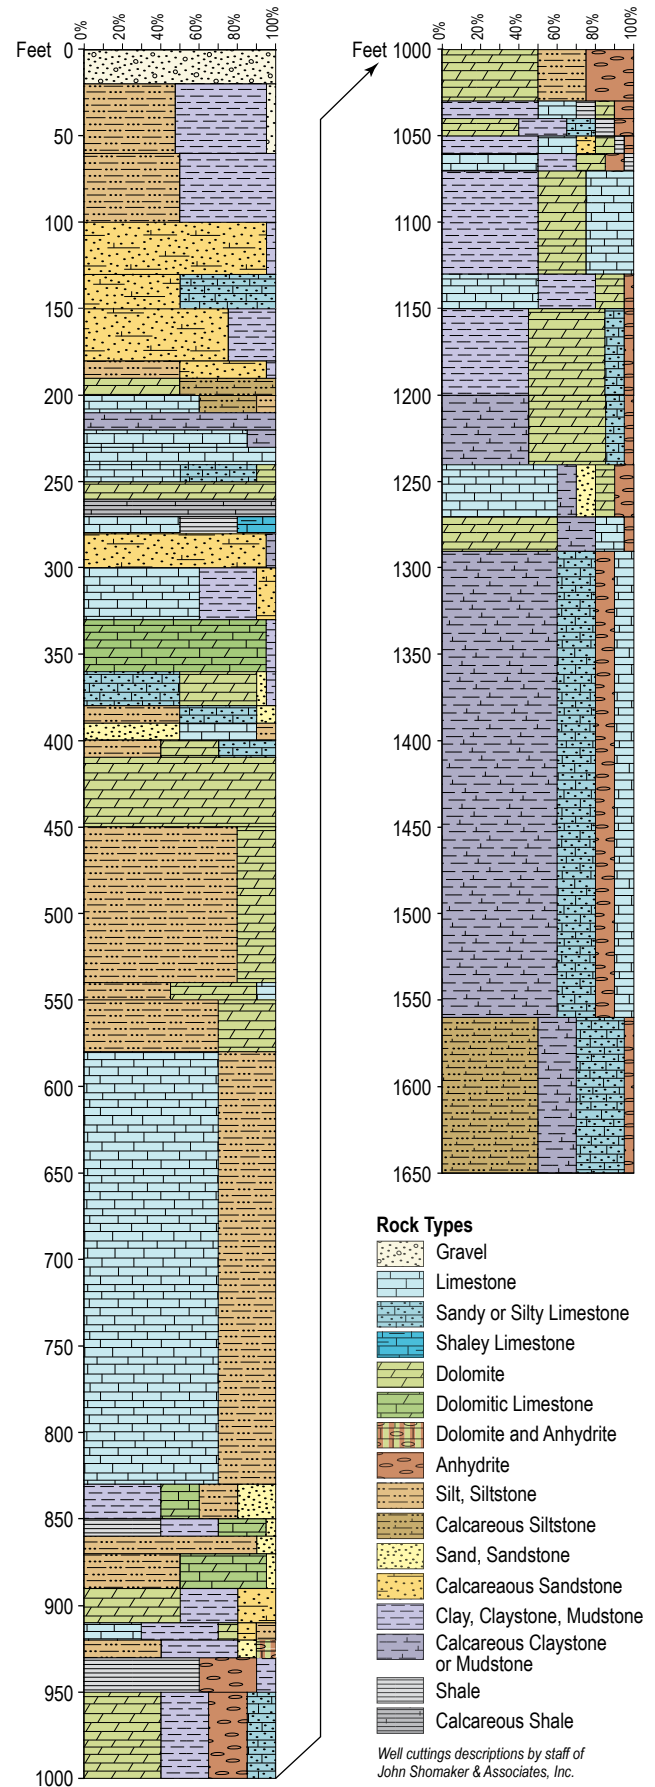 0% 20% 40% 60% 80% 100%
Feet
0
50
100
150
200
250
300
350
400
450
500
550
600
650
700
750
800
850
900
950
1000
0% 20% 40% 60% 80% 100%
Feet 1000
1050
1100
1150
1200
1250
1300
1350
1400
1450
1500
1550
1600
1650
Rock Types
Gravel
Limestone
Sandy or Silty Limestone
Shaley Limestone
Dolomite
Dolomitic Limestone
Dolomite and Anhydrite
Anhydrite
Silt, Siltstone
Calcareous Siltstone
Sand, Sandstone
Calcareaous Sandstone
Clay, Claystone, Mudstone
Calcareous Claystone
or Mudstone
Shale
Calcareous Shale
Well cuttings descriptions by staff of
John Shomaker & Associates, Inc.